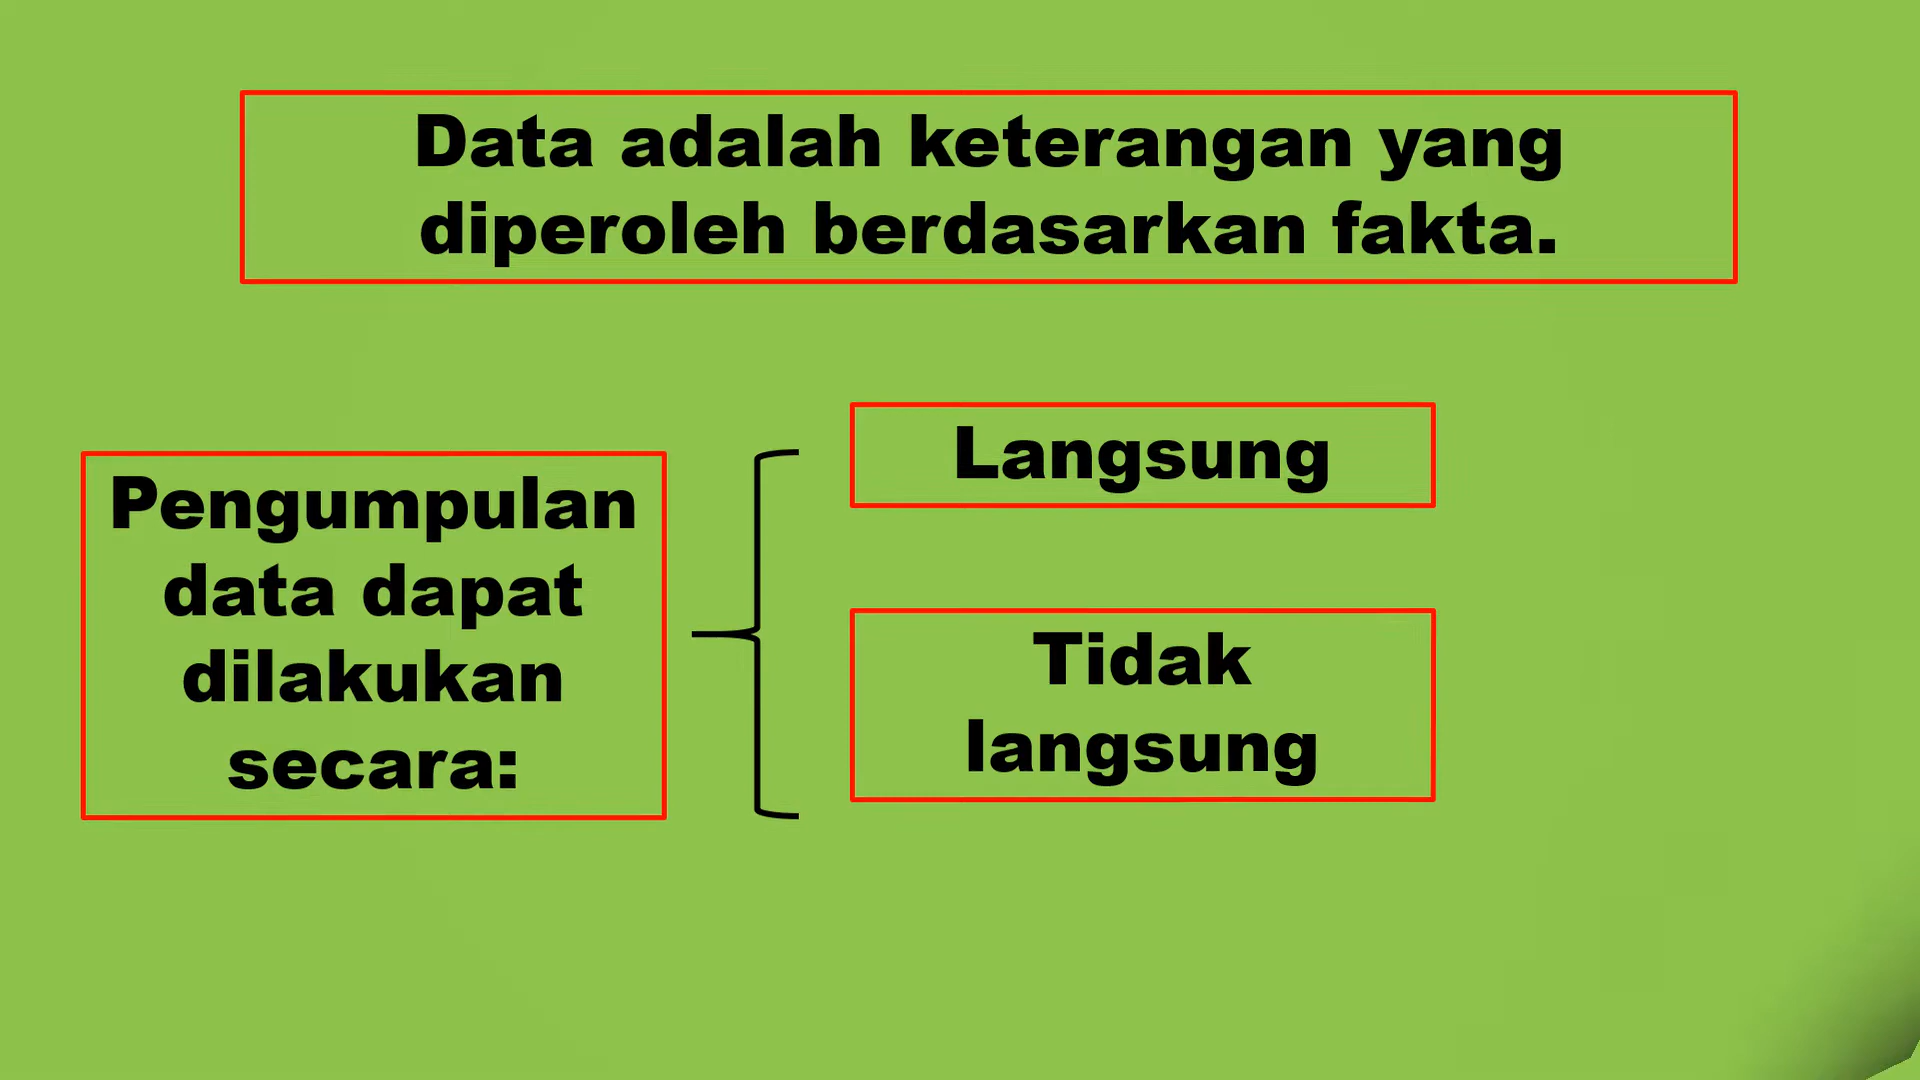 Data adalah keterangan yang
diperoleh berdasarkan fakta.
Pengumpulan
data dapat
dilakukan
secara:
Langsung
Tidak
langsung